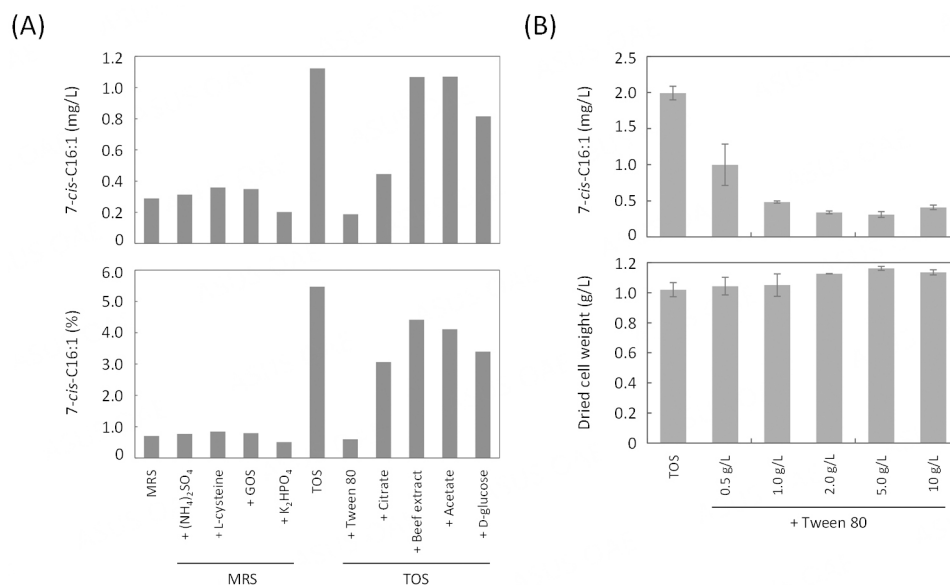 (A)
7-cis-C16:1 (mg/L)
1.2
1.0
0.8
0.6
0.4
0.2
0
7-cis-C16:1 (%)
6.0
5.0
4.0
3.0
2.0
1.0
0.0
MRS
+ (NH4)2SO4
+ L-cysteine
+ GOS
+ K2HPO4
TOS
+ Tween 80
+ Citrate
+ Beef extract
+ Acetate
+ D-glucose
MRS
TOS
(B)
7-cis-C16:1 (mg/L)
2.5
2.0
1.5
1.0
0.5
0
Dried cell weight (g/L)
1.2
1.0
0.8
0.6
0.4
0.2
0
TOS
0.5 g/L
1.0 g/L
2.0 g/L
5.0 g/L
10 g/L
+ Tween 80